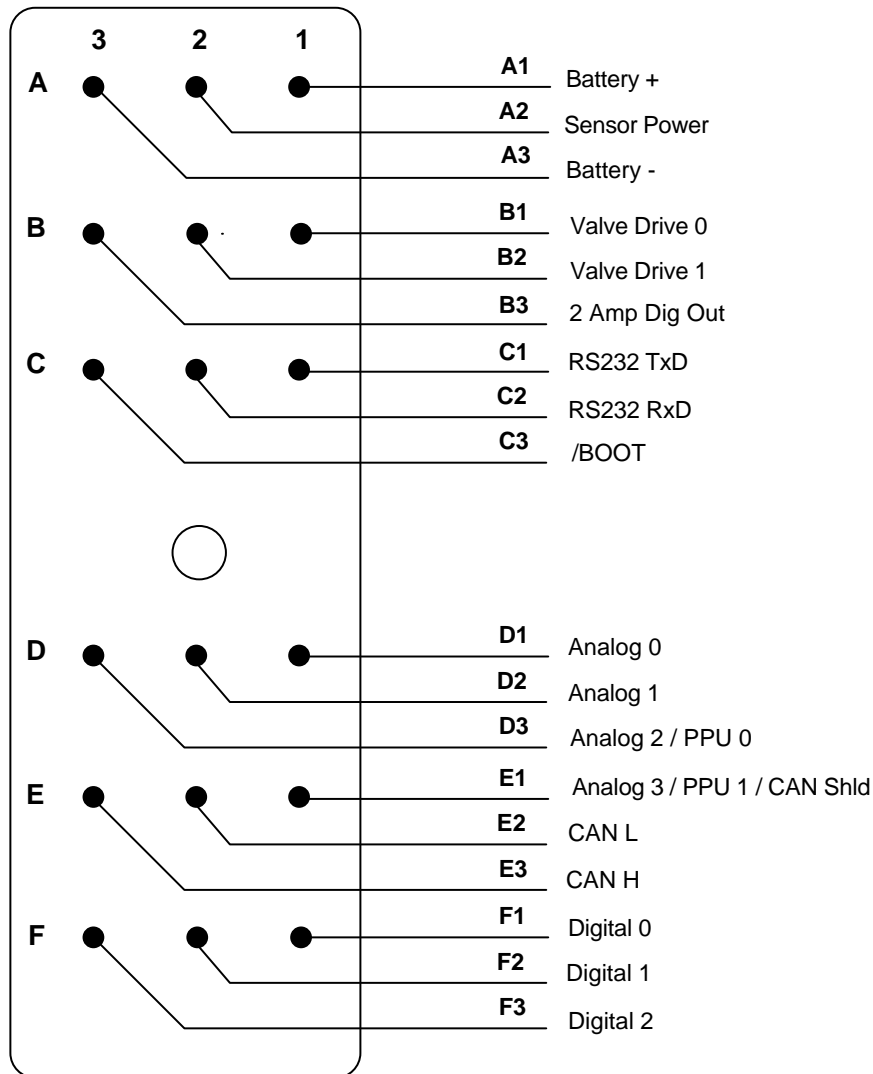 3 2 1
A
A1 Battery +
A2 Sensor Power
A3 Battery -
B
B1 Valve Drive 0
B2 Valve Drive 1
B3 2 Amp Dig Out
C
C1 RS232 TxD
C2 RS232 RxD
C3 /BOOT
D
D1 Analog 0
D2 Analog 1
D3 Analog 2 / PPU 0
E
E1 Analog 3 / PPU 1 / CAN Shld
E2 CAN L
E3 CAN H
F
F1 Digital 0
F2 Digital 1
F3 Digital 2